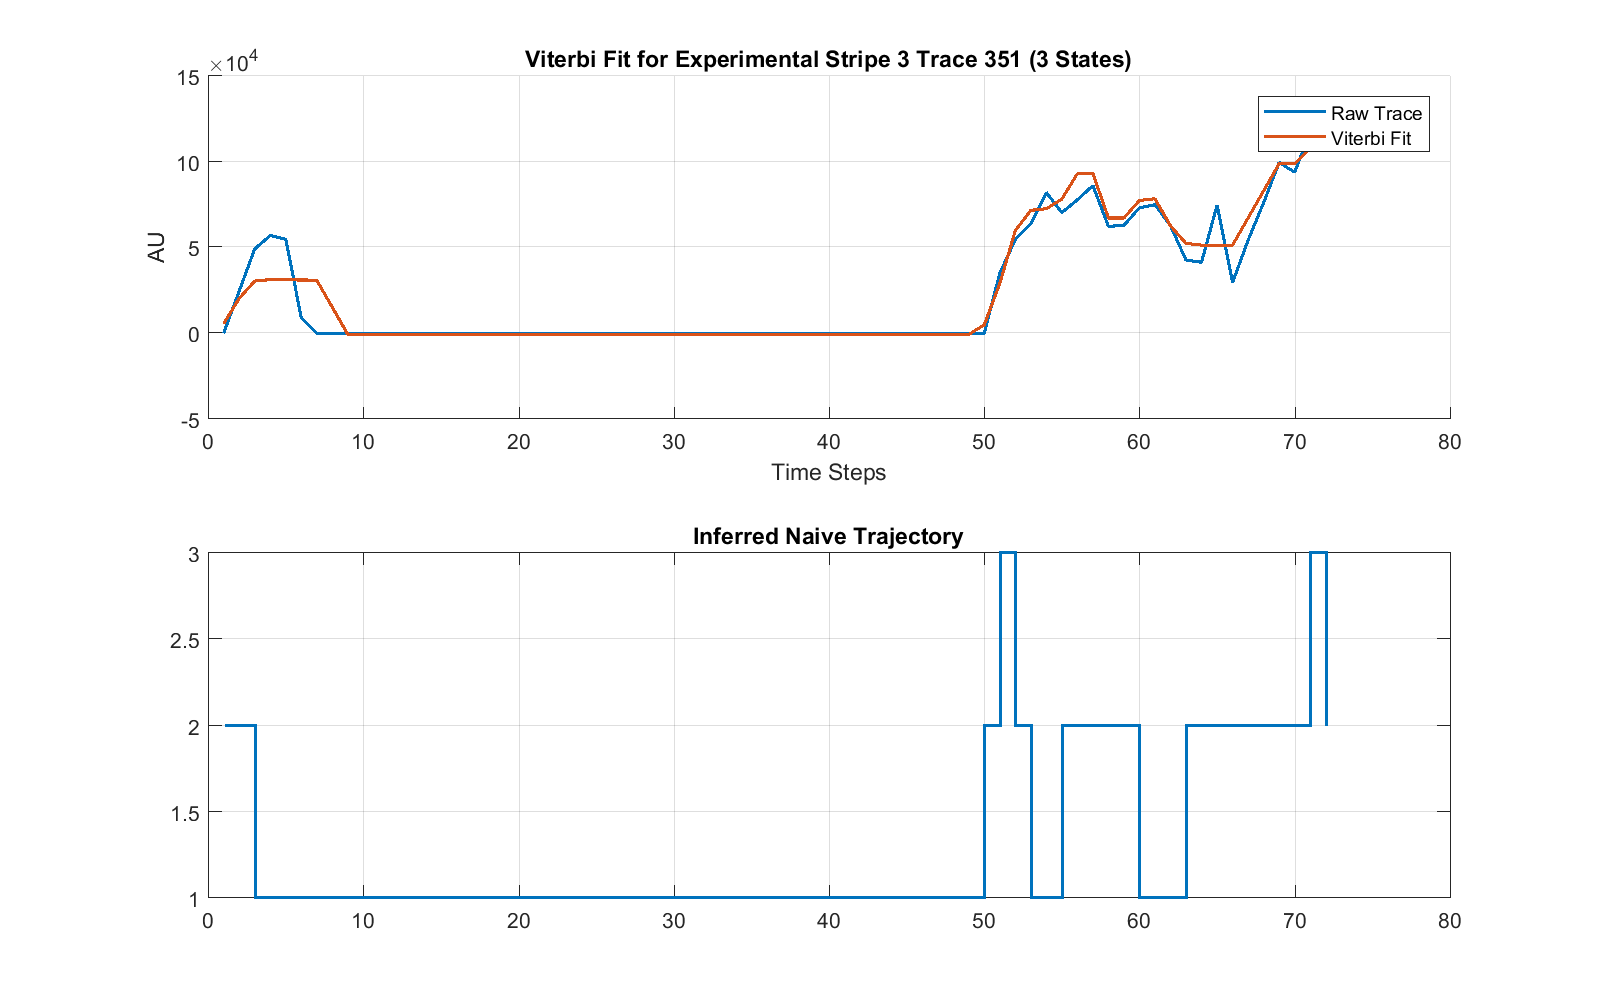 Viterbi Fit for Experimental Stripe 3 Trace 351 (3 States)
×10^4
15
10
5
0
-5
AU
Raw Trace
Viterbi Fit
0 10 20 30 40 50 60 70 80
Time Steps
Inferred Naive Trajectory
3
2.5
2
1.5
1
0 10 20 30 40 50 60 70 80